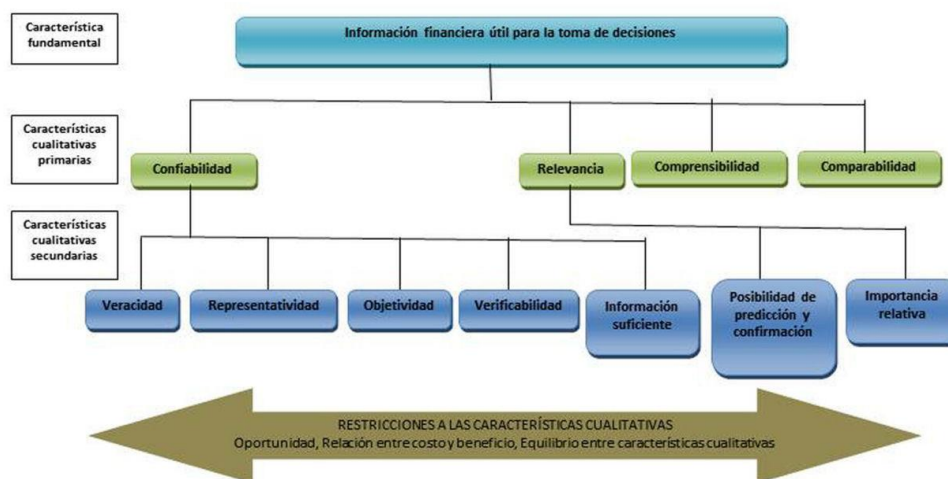 Característica
fundamental
Información financiera útil para la toma de decisiones
Características
cualitativas
primarias
Confiabilidad
Relevancia
Comprensibilidad
Comparabilidad
Características
cualitativas
secundarias
Veracidad
Representatividad
Objetividad
Verificabilidad
Información
suficiente
Posibilidad de
predicción y
confirmación
Importancia
relativa
RESTRICCIONES A LAS CARACTERÍSTICAS CUALITATIVAS
Oportunidad, Relación entre costo y beneficio, Equilibrio entre características cualitativas